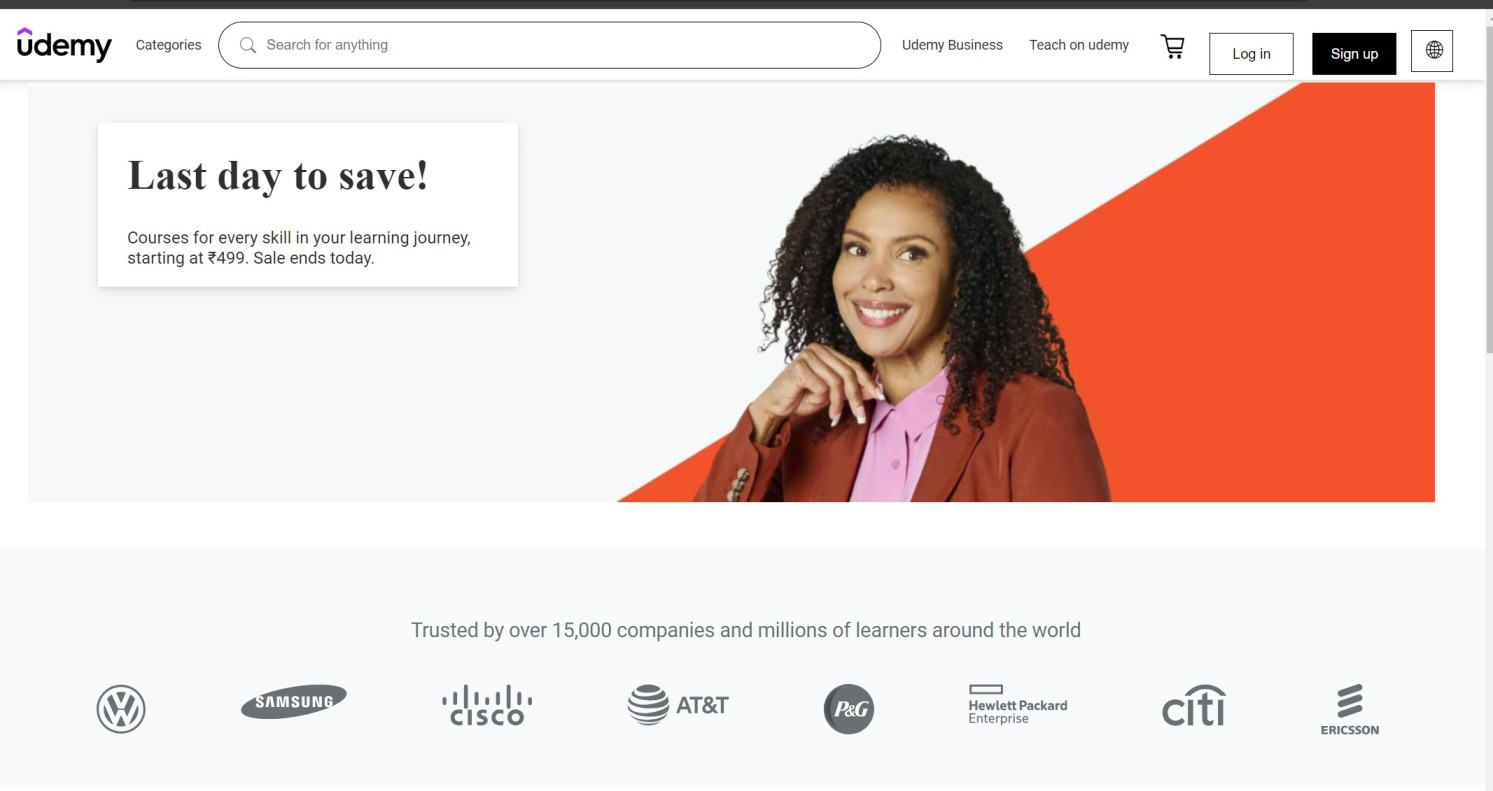 udemy
Categories
Search for anything
Udemy Business
Teach on udemy
Log in
Sign up
Last day to save!
Courses for every skill in your learning journey,
starting at ₹499. Sale ends today.
Trusted by over 15,000 companies and millions of learners around the world
VW
SAMSUNG
CISCO
AT&T
P&G
Hewlett Packard
Enterprise
citi
ERICSSON